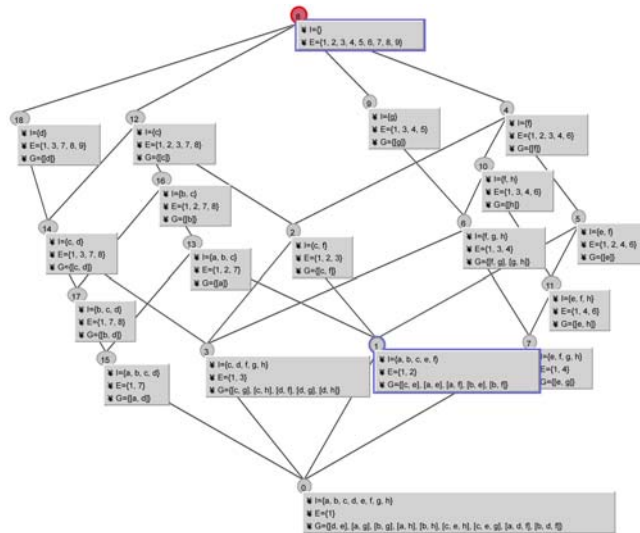 8
I={}
E={1, 2, 3, 4, 5, 6, 7, 8, 9}
18
I={d}
E={1, 3, 7, 8, 9}
G={[d]}
12
I={c}
E={1, 2, 3, 7, 8}
G={[c]}
9
I={g}
E={1, 3, 4, 5}
G={[g]}
4
I={f}
E={1, 2, 3, 4, 6}
G={[f]}
16
I={b, c}
E={1, 2, 7, 8}
G={[b]}
10
I={f, h}
E={1, 3, 4, 6}
G={[h]}
14
I={c, d}
E={1, 3, 7, 8}
G={[c, d]}
13
I={a, b, c}
E={1, 2, 7}
G={[a]}
2
I={c, f}
E={1, 2, 3}
G={[c, f]}
6
I={f, g, h}
E={1, 3, 4}
G={[f, g], [g, h]}
5
I={e, f}
E={1, 2, 4, 6}
G={[e]}
17
I={b, c, d}
E={1, 7, 8}
G={[b, d]}
11
I={e, f, h}
E={1, 4, 6}
G={[e, h]}
15
I={a, b, c, d}
E={1, 7}
G={[a, d]}
3
I={c, d, f, g, h}
E={1, 3}
G={[c, g], [c, h], [d, f], [d, g], [d, h]}
1
I={a, b, c, e, f}
E={1, 2}
G={[c, e], [a, e], [a, f], [b, e], [b, f]}
7
I={e, f, g, h}
E={1, 4}
G={[e, g]}
0
I={a, b, c, d, e, f, g, h}
E={1}
G={[d, e], [a, g], [b, g], [a, h], [b, h], [c, e, h], [c, e, g], [a, d, f], [b, d, f]}